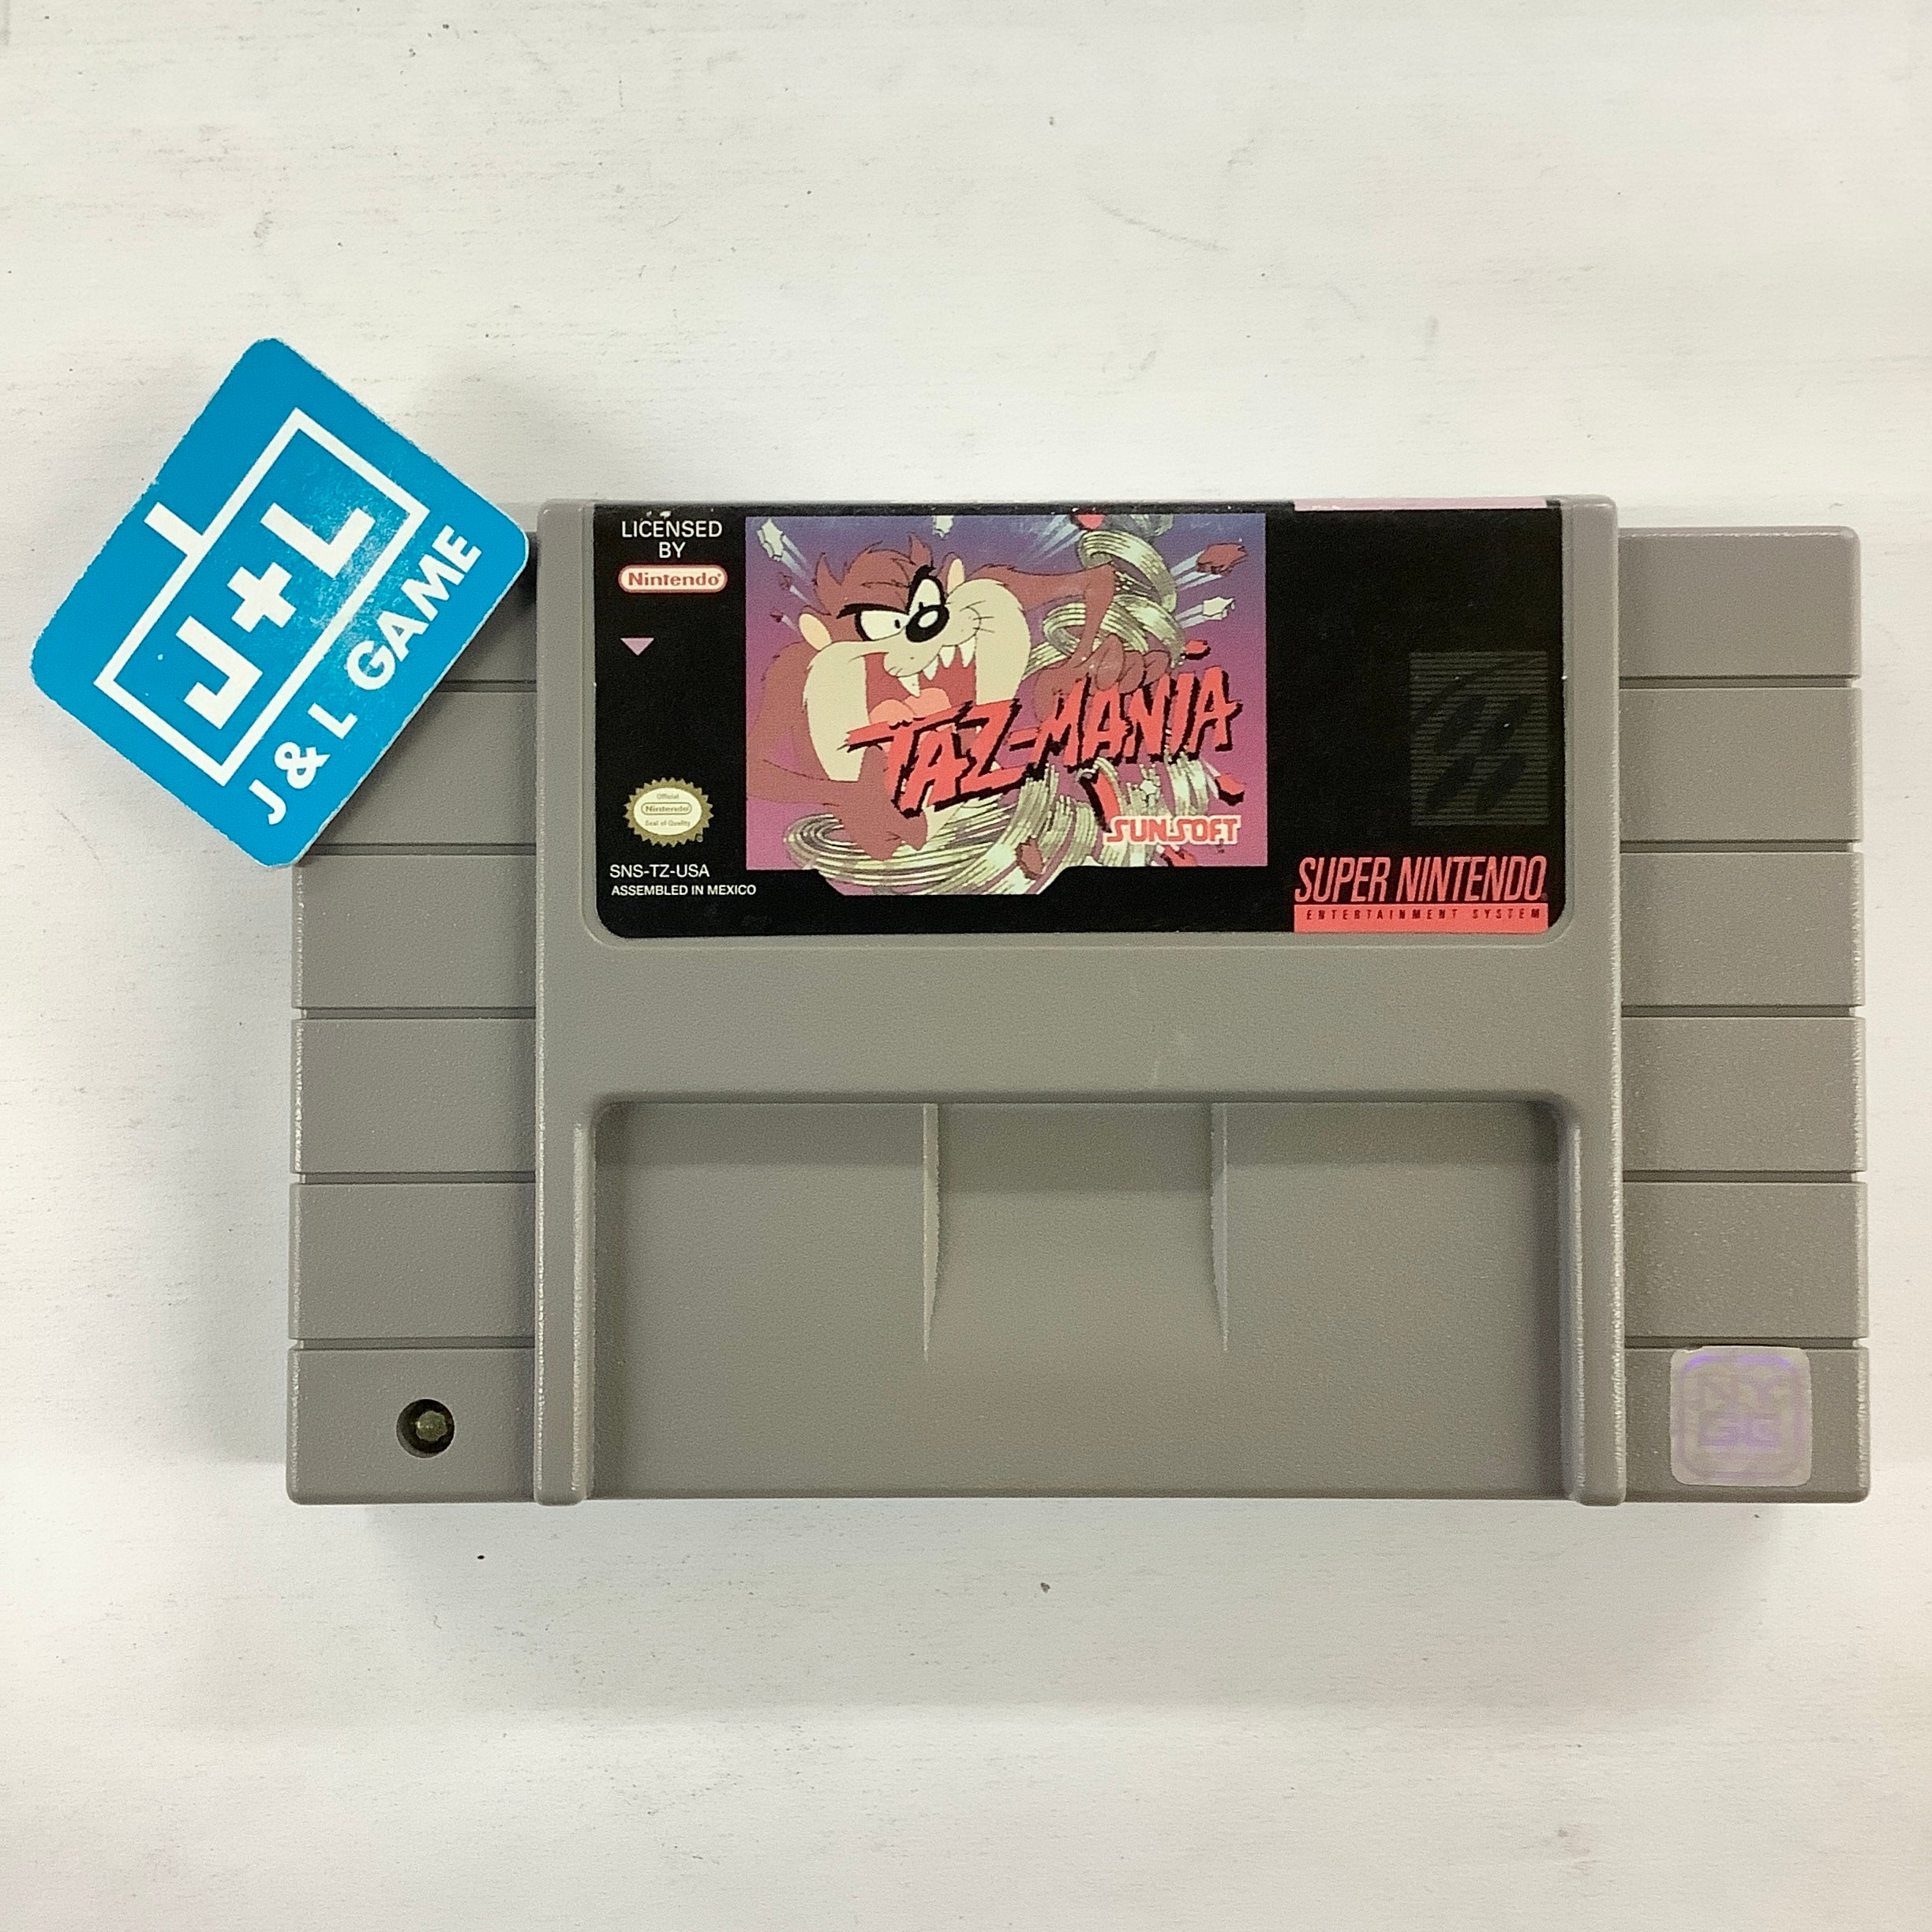 J+L
J & L GAME
LICENSED
BY
Nintendo®
TAZ-MANIA
SUNSOFT
Official
Nintendo
Seal of Quality
SNS-TZ-USA
ASSEMBLED IN MEXICO
SUPER NINTENDO
ENTERTAINMENT SYSTEM
NY